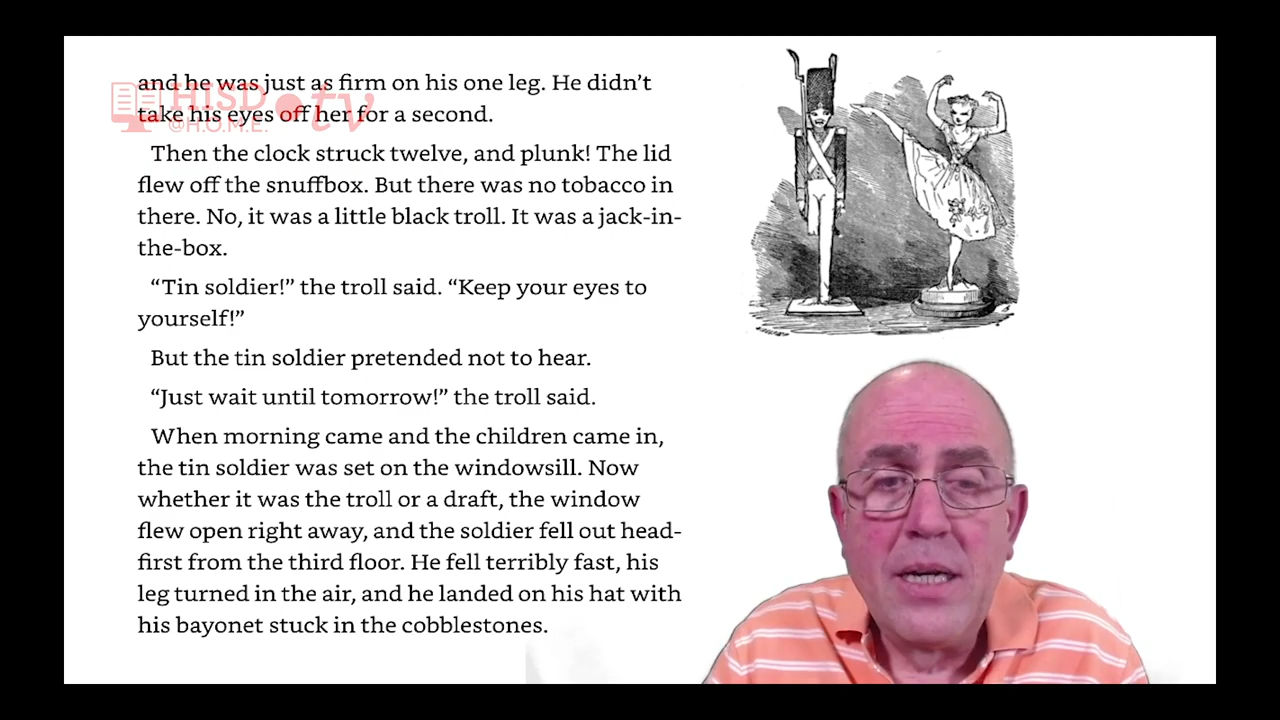 and he was just as firm on his one leg. He didn’t
take his eyes off her for a second.
HISD
@H.O.M.E.
tv
Then the clock struck twelve, and plunk! The lid
flew off the snuffbox. But there was no tobacco in
there. No, it was a little black troll. It was a jack-in-
the-box.
“Tin soldier!” the troll said. “Keep your eyes to
yourself!”
But the tin soldier pretended not to hear.
“Just wait until tomorrow!” the troll said.
When morning came and the children came in,
the tin soldier was set on the windowsill. Now
whether it was the troll or a draft, the window
flew open right away, and the soldier fell out head-
first from the third floor. He fell terribly fast, his
leg turned in the air, and he landed on his hat with
his bayonet stuck in the cobblestones.